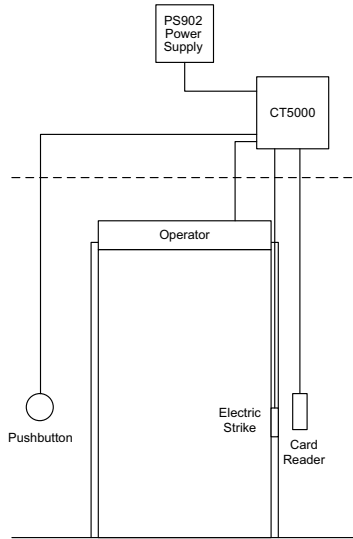 PS902
Power
Supply
CT5000
Operator
Electric
Strike
Pushbutton
Card
Reader